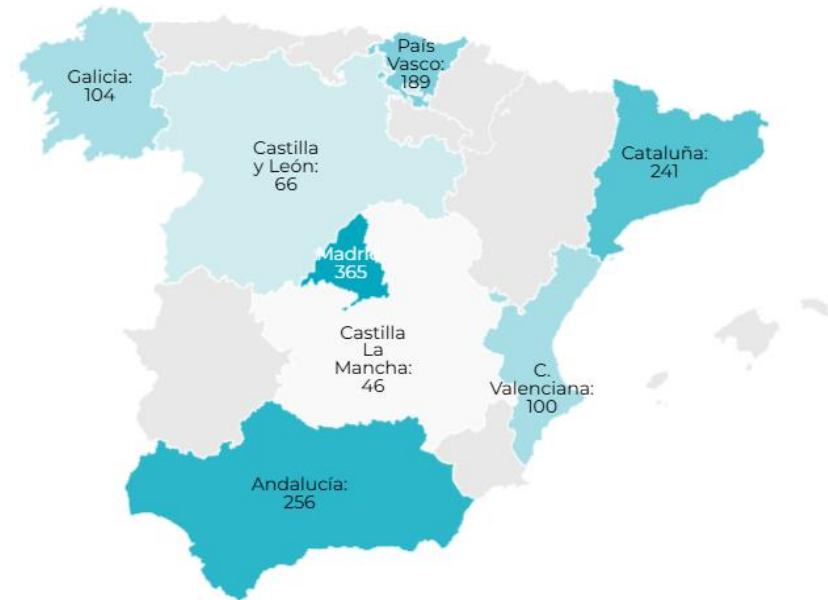 País
Vasco:
189
Galicia:
104
Castilla
y León:
66
Cataluña:
241
Madrid
365
Castilla
La
Mancha:
46
C.
Valenciana:
100
Andalucía:
256